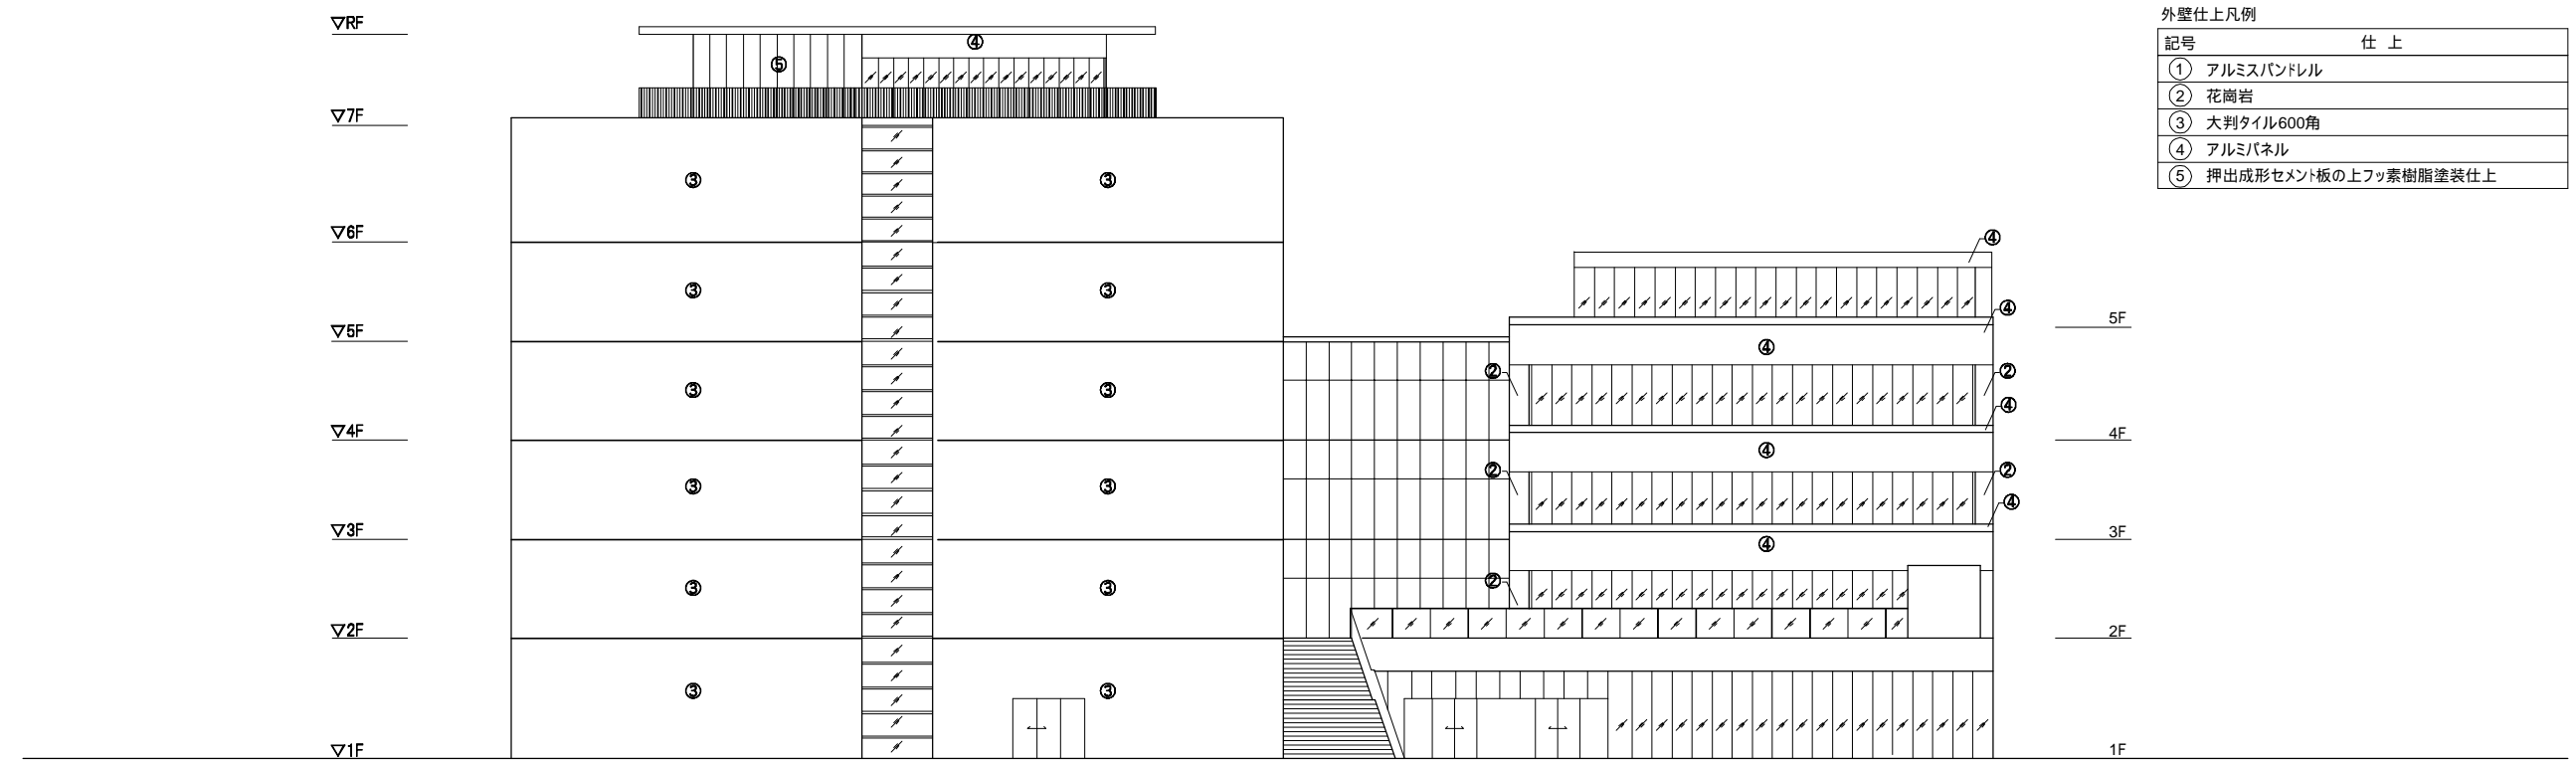 外壁仕上凡例
記号 仕 上
① アルミスパンドレル
② 花崗岩
③ 大判タイル600角
④ アルミパネル
⑤ 押出成形セメント板の上フッ素樹脂塗装仕上
▽RF
④
⑤
▽7F
③ ③
▽6F
④
③ ③
④
▽5F 5F
④
② ②
③ ③
④
▽4F 4F
④
② ②
③ ③
④
▽3F 3F
④
②
③ ③
▽2F 2F
③ ③
▽1F 1F